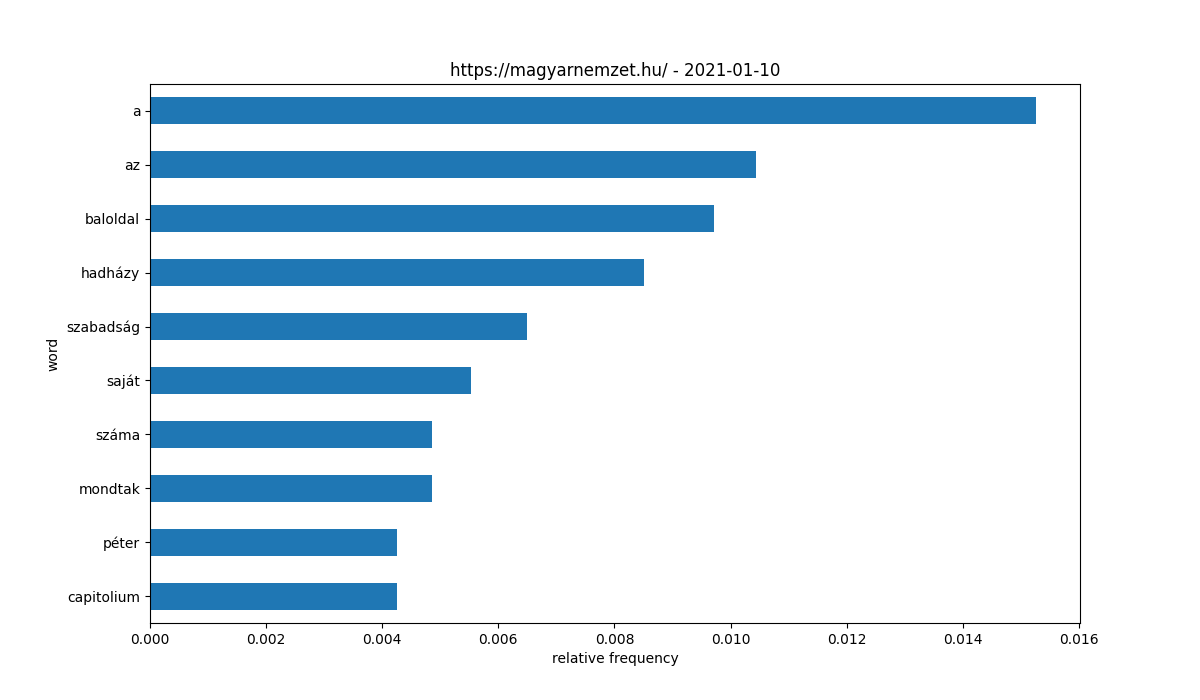 https://magyarnemzet.hu/ - 2021-01-10
a
az
baloldal
hadházy
szabadság
saját
száma
mondtak
péter
capitolium
word
0.000 0.002 0.004 0.006 0.008 0.010 0.012 0.014 0.016
relative frequency